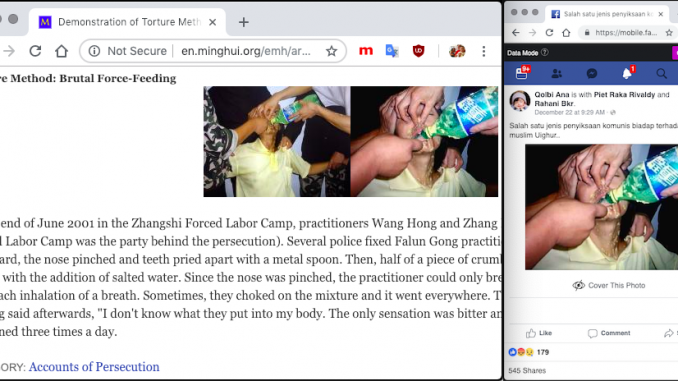 Demonstration of Torture Meth
Not Secure
en.minghui.org/emh/ar...
re Method: Brutal Force-Feeding
end of June 2001 in the Zhangshi Forced Labor Camp, practitioners Wang Hong and Zhang
d Labor Camp was the party behind the persecution). Several police fixed Falun Gong practiti
ard, the nose pinched and teeth pried apart with a metal spoon. Then, half of a piece of crum
with the addition of salted water. Since the nose was pinched, the practitioner could only bre
ach inhalation of a breath. Sometimes, they choked on the mixture and it went everywhere. T
g said afterwards, "I don't know what they put into my body. The only sensation was bitter an
ned three times a day.
ORY: Accounts of Persecution
Salah satu jenis penyiksaan k
https://mobile.fa...
Data Mode
9+
1
Qolbi Ana is with Piet Raka Rivaldy and
Rahani Bkr.
December 22 at 9:29 AM
Salah satu jenis penyiksaan komunis biadap terhada
muslim Uighur..
Cover This Photo
Like
Comment
S
179
545 Shares